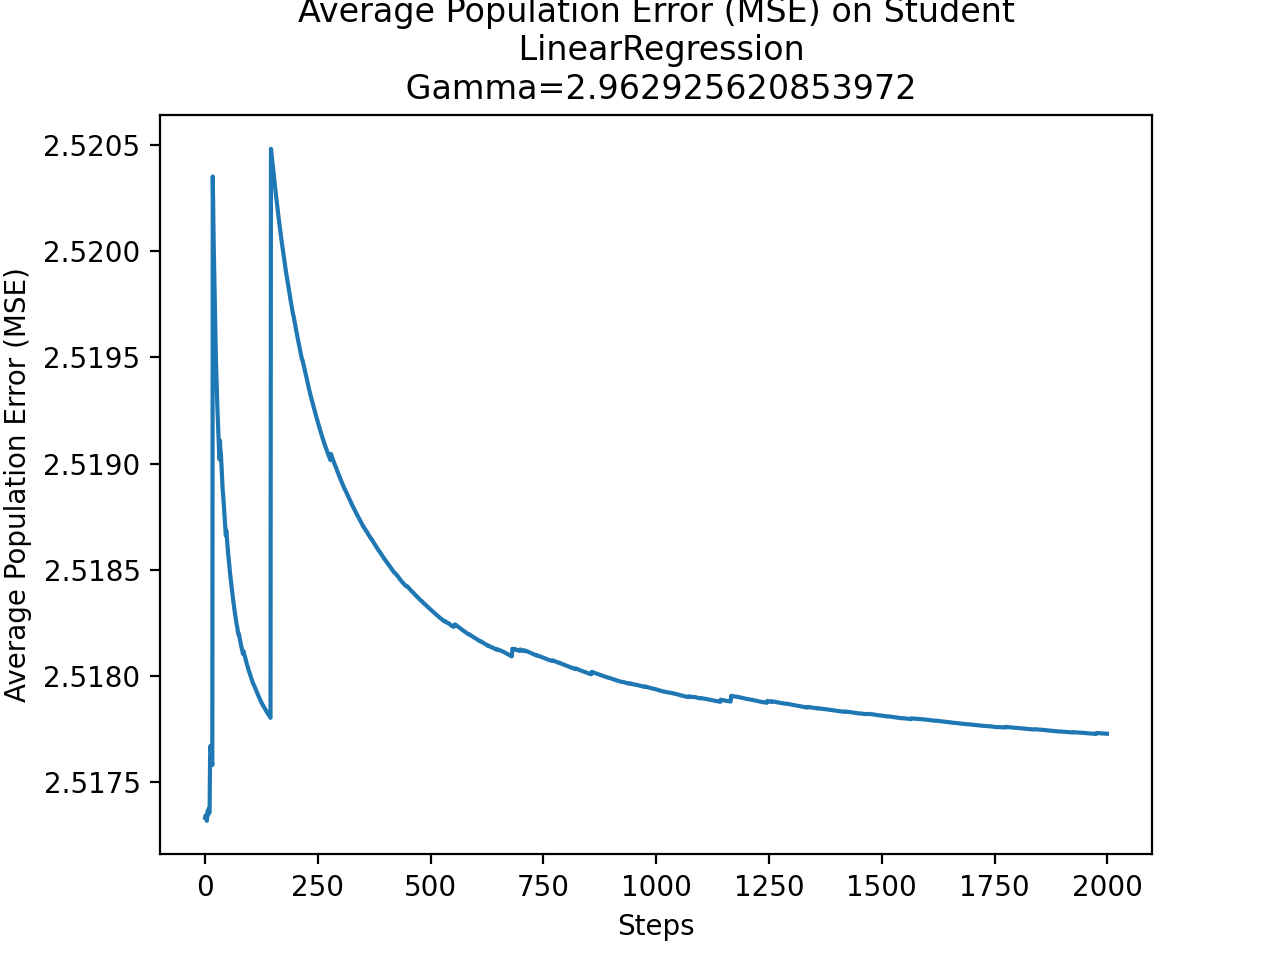 Average Population Error (MSE) on Student
LinearRegression
Gamma=2.962925620853972
Average Population Error (MSE)
2.5205
2.5200
2.5195
2.5190
2.5185
2.5180
2.5175
0 250 500 750 1000 1250 1500 1750 2000
Steps